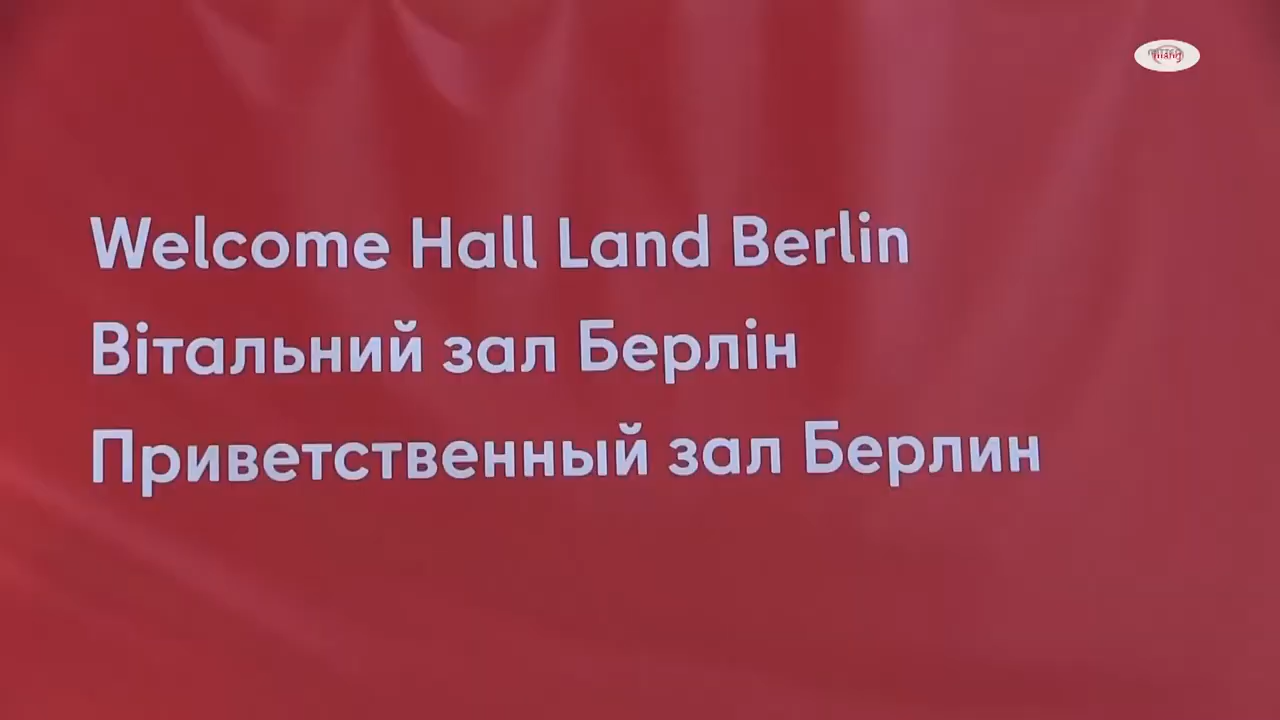 Welcome Hall Land Berlin
Вітальний зал Берлін
Приветственный зал Берлин